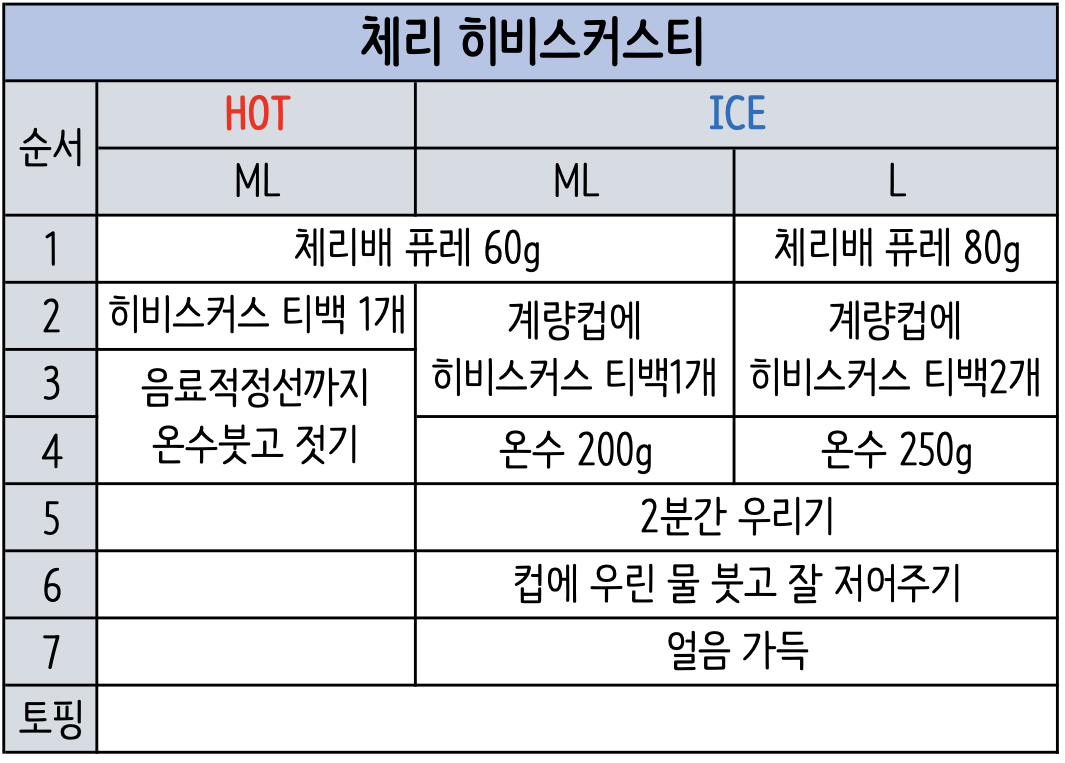 체리 히비스커스티
순서
HOT
ICE
ML
ML
L
1
체리배 퓨레 60g
체리배 퓨레 80g
2
히비스커스 티백 1개
계량컵에
히비스커스 티백1개
계량컵에
히비스커스 티백2개
3
음료적정선까지
온수붓고 젓기
4
온수 200g
온수 250g
5
2분간 우리기
6
컵에 우린 물 붓고 잘 저어주기
7
얼음 가득
토핑